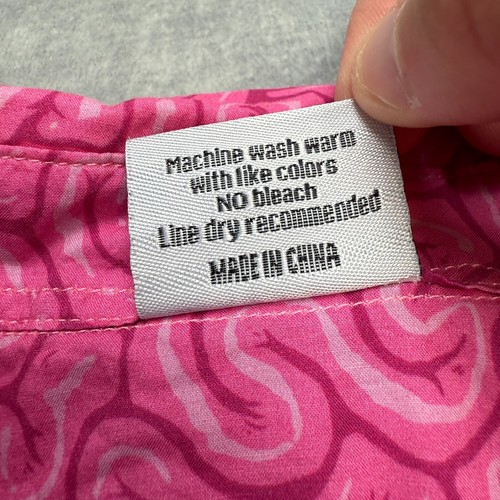 Machine wash warm
with like colors
NO bleach
Line dry recommended
MADE IN CHINA